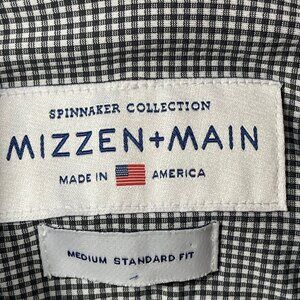 SPINNAKER COLLECTION
MIZZEN+MAIN
MADE IN AMERICA
MEDIUM STANDARD FIT